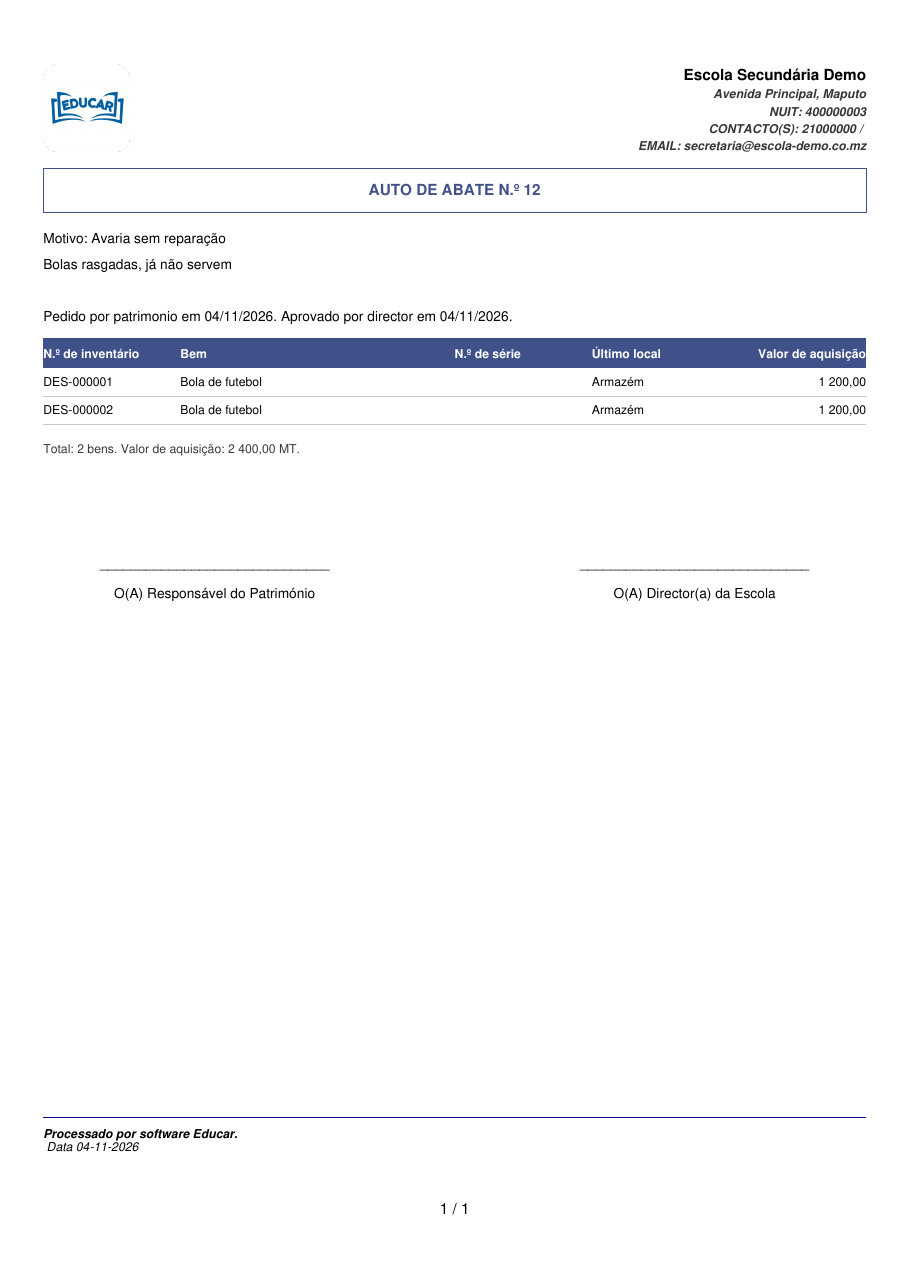 EDUCAR
Escola Secundária Demo
Avenida Principal, Maputo
NUIT: 400000003
CONTACTO(S): 21000000 /
EMAIL: secretaria@escola-demo.co.mz
AUTO DE ABATE N.º 12
Motivo: Avaria sem reparação
Bolas rasgadas, já não servem
Pedido por patrimonio em 04/11/2026. Aprovado por director em 04/11/2026.
N.º de inventário Bem N.º de série Último local Valor de aquisição
DES-000001 Bola de futebol Armazém 1 200,00
DES-000002 Bola de futebol Armazém 1 200,00
Total: 2 bens. Valor de aquisição: 2 400,00 MT.
O(A) Responsável do Património O(A) Director(a) da Escola
Processado por software Educar.
Data 04-11-2026
1 / 1